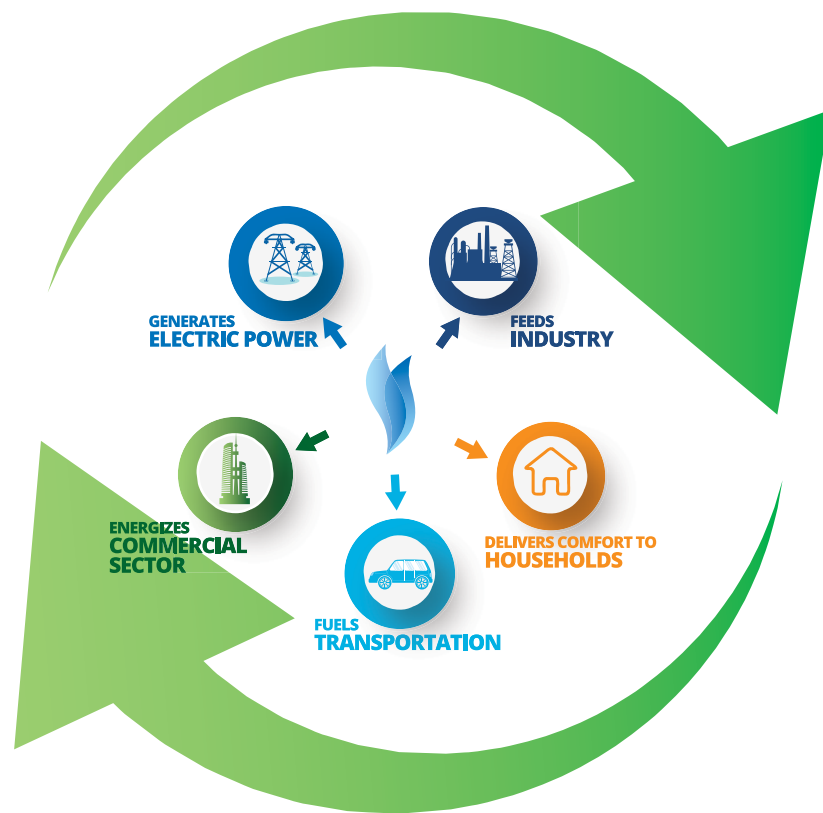 GENERATES
ELECTRIC POWER
FEEDS
INDUSTRY
ENERGIZES
COMMERCIAL
SECTOR
DELIVERS COMFORT TO
HOUSEHOLDS
FUELS
TRANSPORTATION